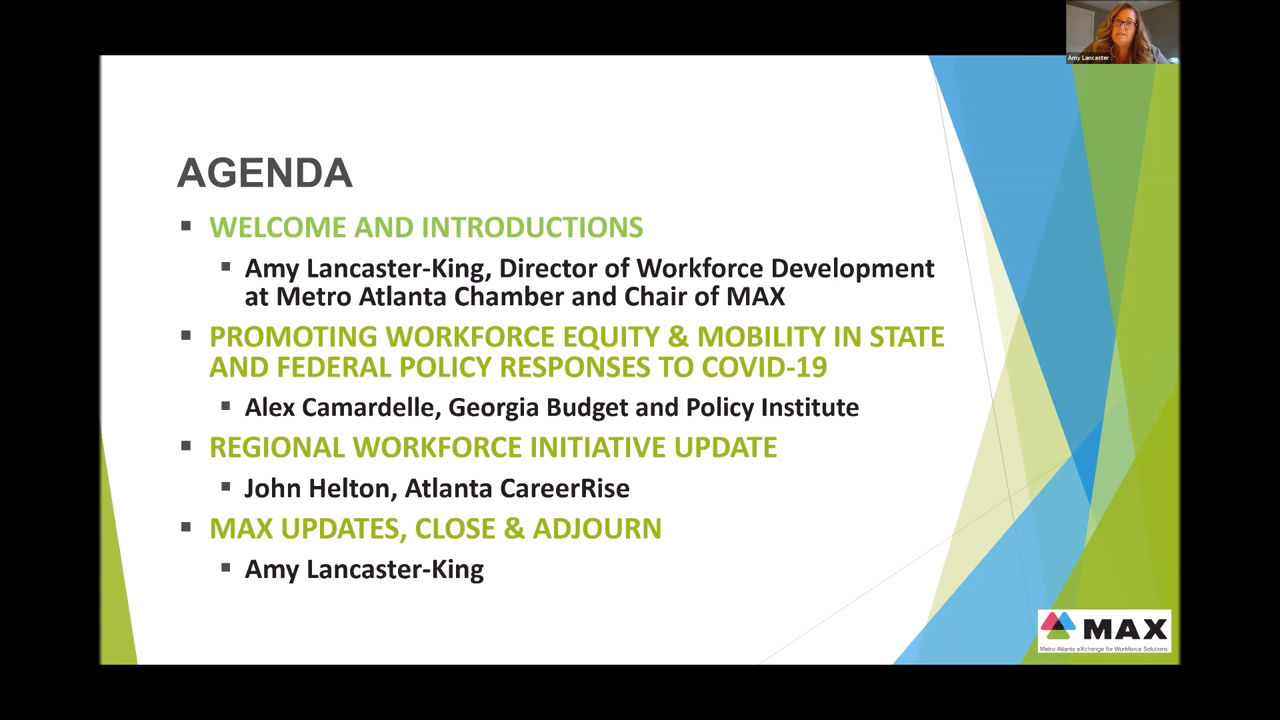 Amy Lancaster
AGENDA
WELCOME AND INTRODUCTIONS
Amy Lancaster-King, Director of Workforce Development
at Metro Atlanta Chamber and Chair of MAX
PROMOTING WORKFORCE EQUITY & MOBILITY IN STATE
AND FEDERAL POLICY RESPONSES TO COVID-19
Alex Camardelle, Georgia Budget and Policy Institute
REGIONAL WORKFORCE INITIATIVE UPDATE
John Helton, Atlanta CareerRise
MAX UPDATES, CLOSE & ADJOURN
Amy Lancaster-King
MAX
Metro Atlanta eXchange for Workforce Solutions